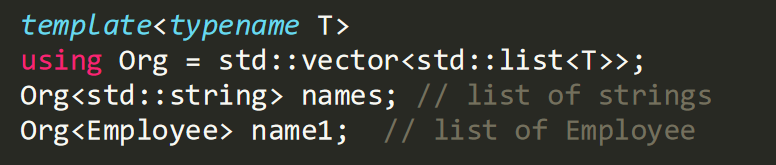 template<typename T>
using Org = std::vector<std::list<T>>;
Org<std::string> names; // list of strings
Org<Employee> name1;  // list of Employee